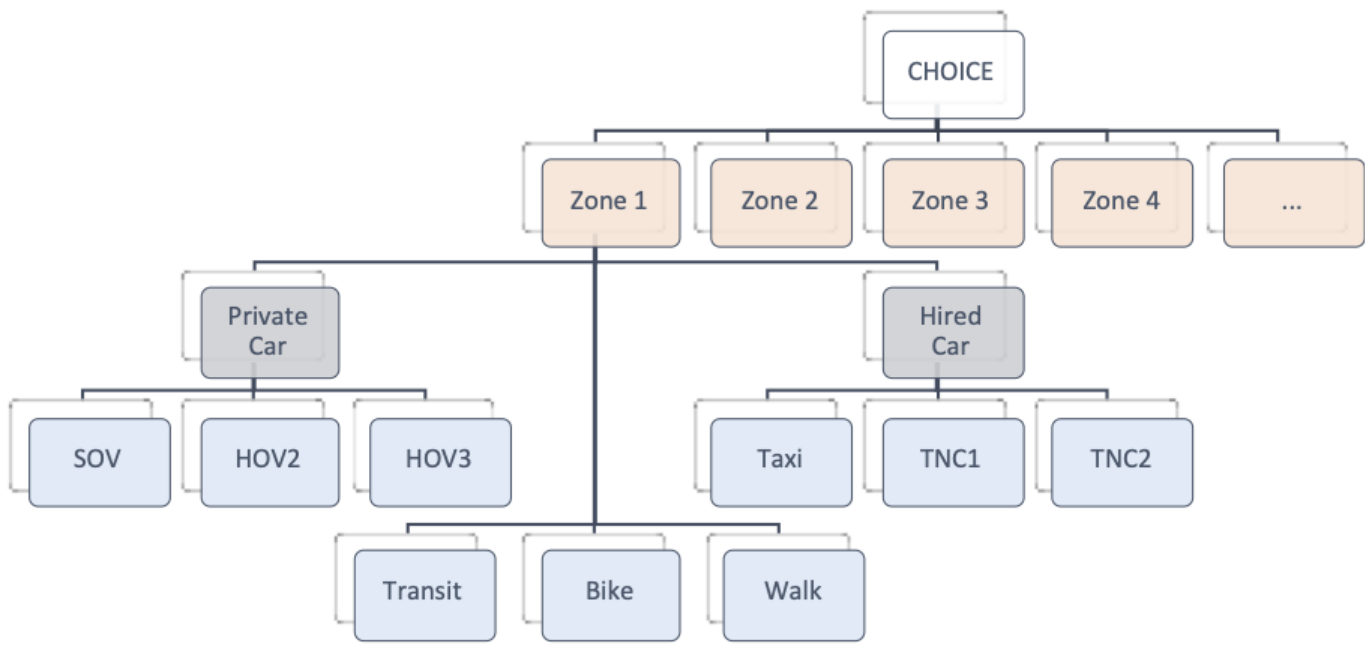 CHOICE
Zone 1
Zone 2
Zone 3
Zone 4
...
Private
Car
Hired
Car
SOV
HOV2
HOV3
Taxi
TNC1
TNC2
Transit
Bike
Walk